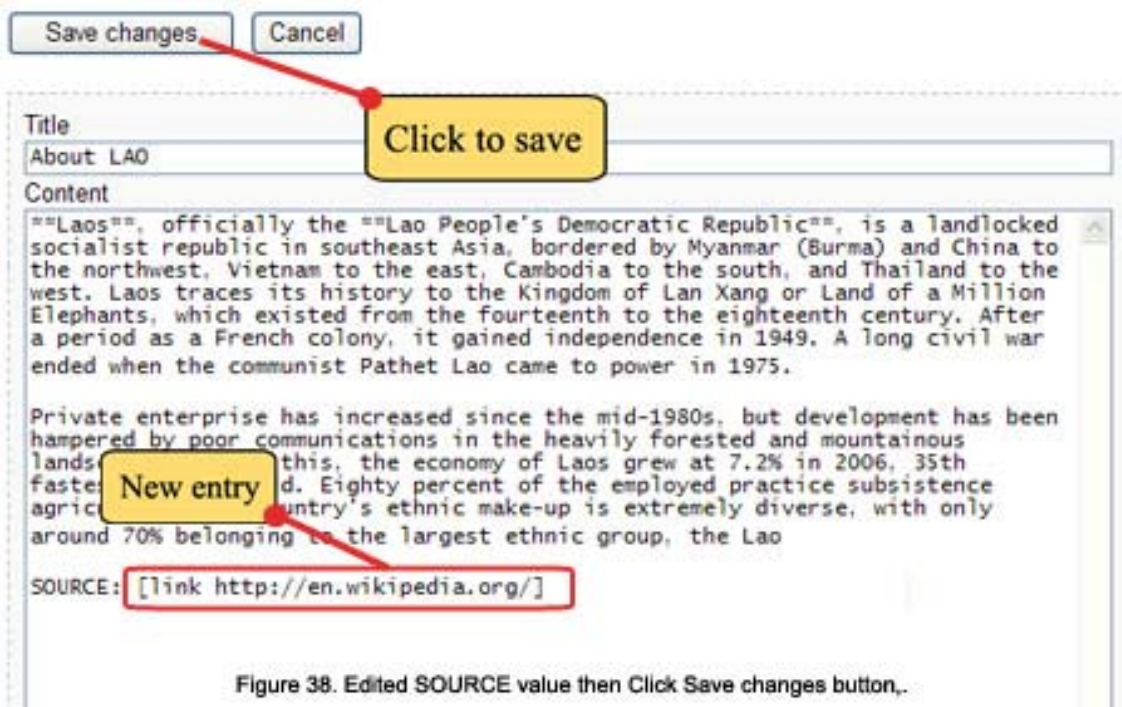 Save changes Cancel
Click to save
Title
About LAO
Content
""Laos"", officially the ""Lao People's Democratic Republic"", is a landlocked
socialist republic in southeast Asia, bordered by Myanmar (Burma) and China to
the northwest, Vietnam to the east, Cambodia to the south, and Thailand to the
west. Laos traces its history to the Kingdom of Lan Xang or Land of a Million
Elephants, which existed from the fourteenth to the eighteenth century. After
a period as a French colony, it gained independence in 1949. A long civil war
ended when the communist Pathet Lao came to power in 1975.
Private enterprise has increased since the mid-1980s, but development has been
hampered by poor communications in the heavily forested and mountainous
this, the economy of Laos grew at 7.2% in 2006, 35th
New entry
Eighty percent of the employed practice subsistence
ethnic make-up is extremely diverse, with only
around 70% belonging to the largest ethnic group, the Lao
SOURCE: [link http://en.wikipedia.org/]
Figure 38. Edited SOURCE value then Click Save changes button,.